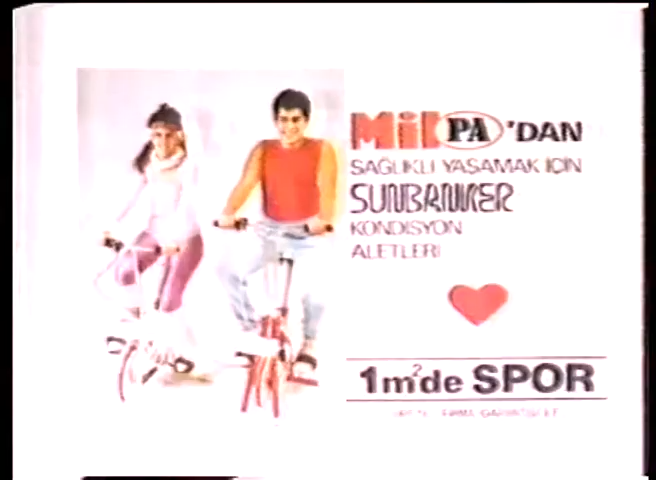 MilPA'DAN
SAĞLIKLI YAŞAMAK İÇİN
SUNBANKER
KONDİSYON
ALETLERİ
1m²de SPOR